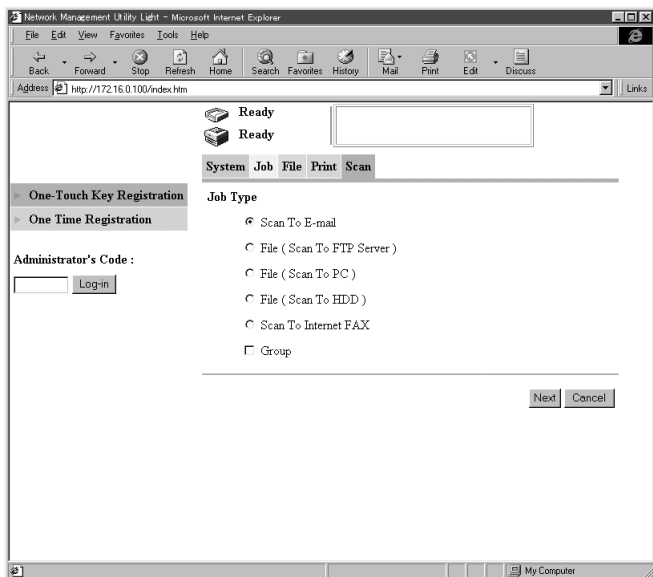 Network Management Utility Light - Microsoft Internet Explorer
File Edit View Favorites Tools Help
Back Forward Stop Refresh Home Search Favorites History Mail Print Edit Discuss
Address http://172.16.0.100/index.htm Links
Ready
Ready
System Job File Print Scan
One-Touch Key Registration
One Time Registration
Administrator's Code :
Log-in
Job Type
Scan To E-mail
File ( Scan To FTP Server )
File ( Scan To PC )
File ( Scan To HDD )
Scan To Internet FAX
Group
Next Cancel
My Computer